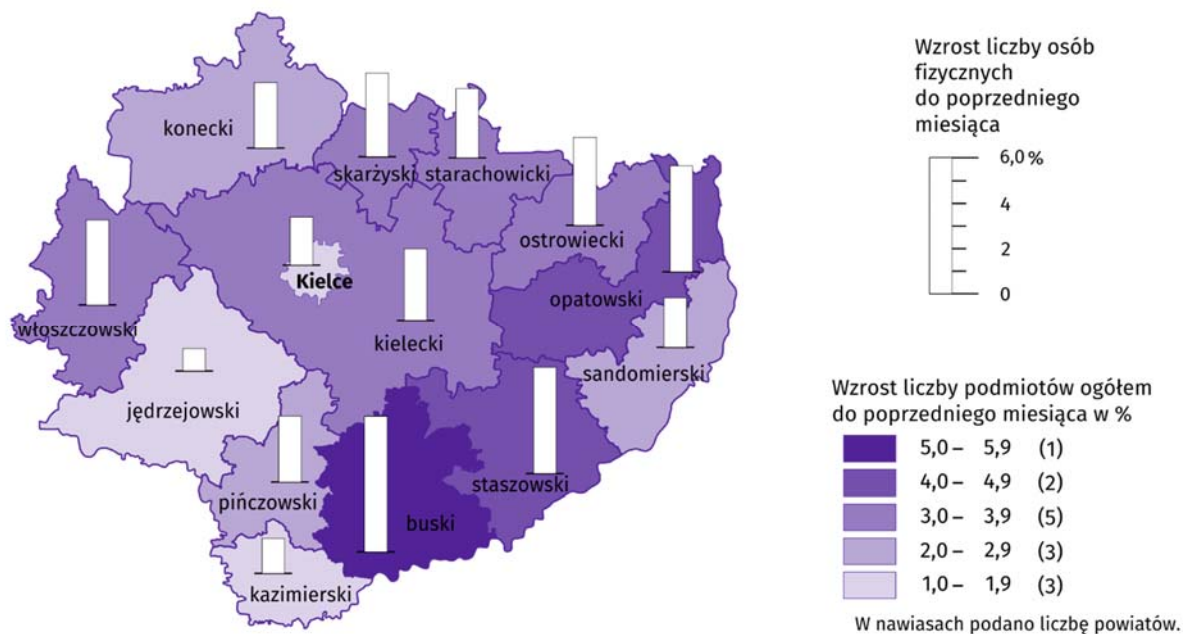 konecki
skarżyski
starachowicki
ostrowiecki
opatowski
Kielce
włoszczowski
kielecki
sandomierski
jędrzejowski
pińczowski
staszowski
buski
kazimierski
Wzrost liczby osób
fizycznych
do poprzedniego
miesiąca
6,0 %
4
2
0
Wzrost liczby podmiotów ogółem
do poprzedniego miesiąca w %
5,0 – 5,9 (1)
4,0 – 4,9 (2)
3,0 – 3,9 (5)
2,0 – 2,9 (3)
1,0 – 1,9 (3)
W nawiasach podano liczbę powiatów.